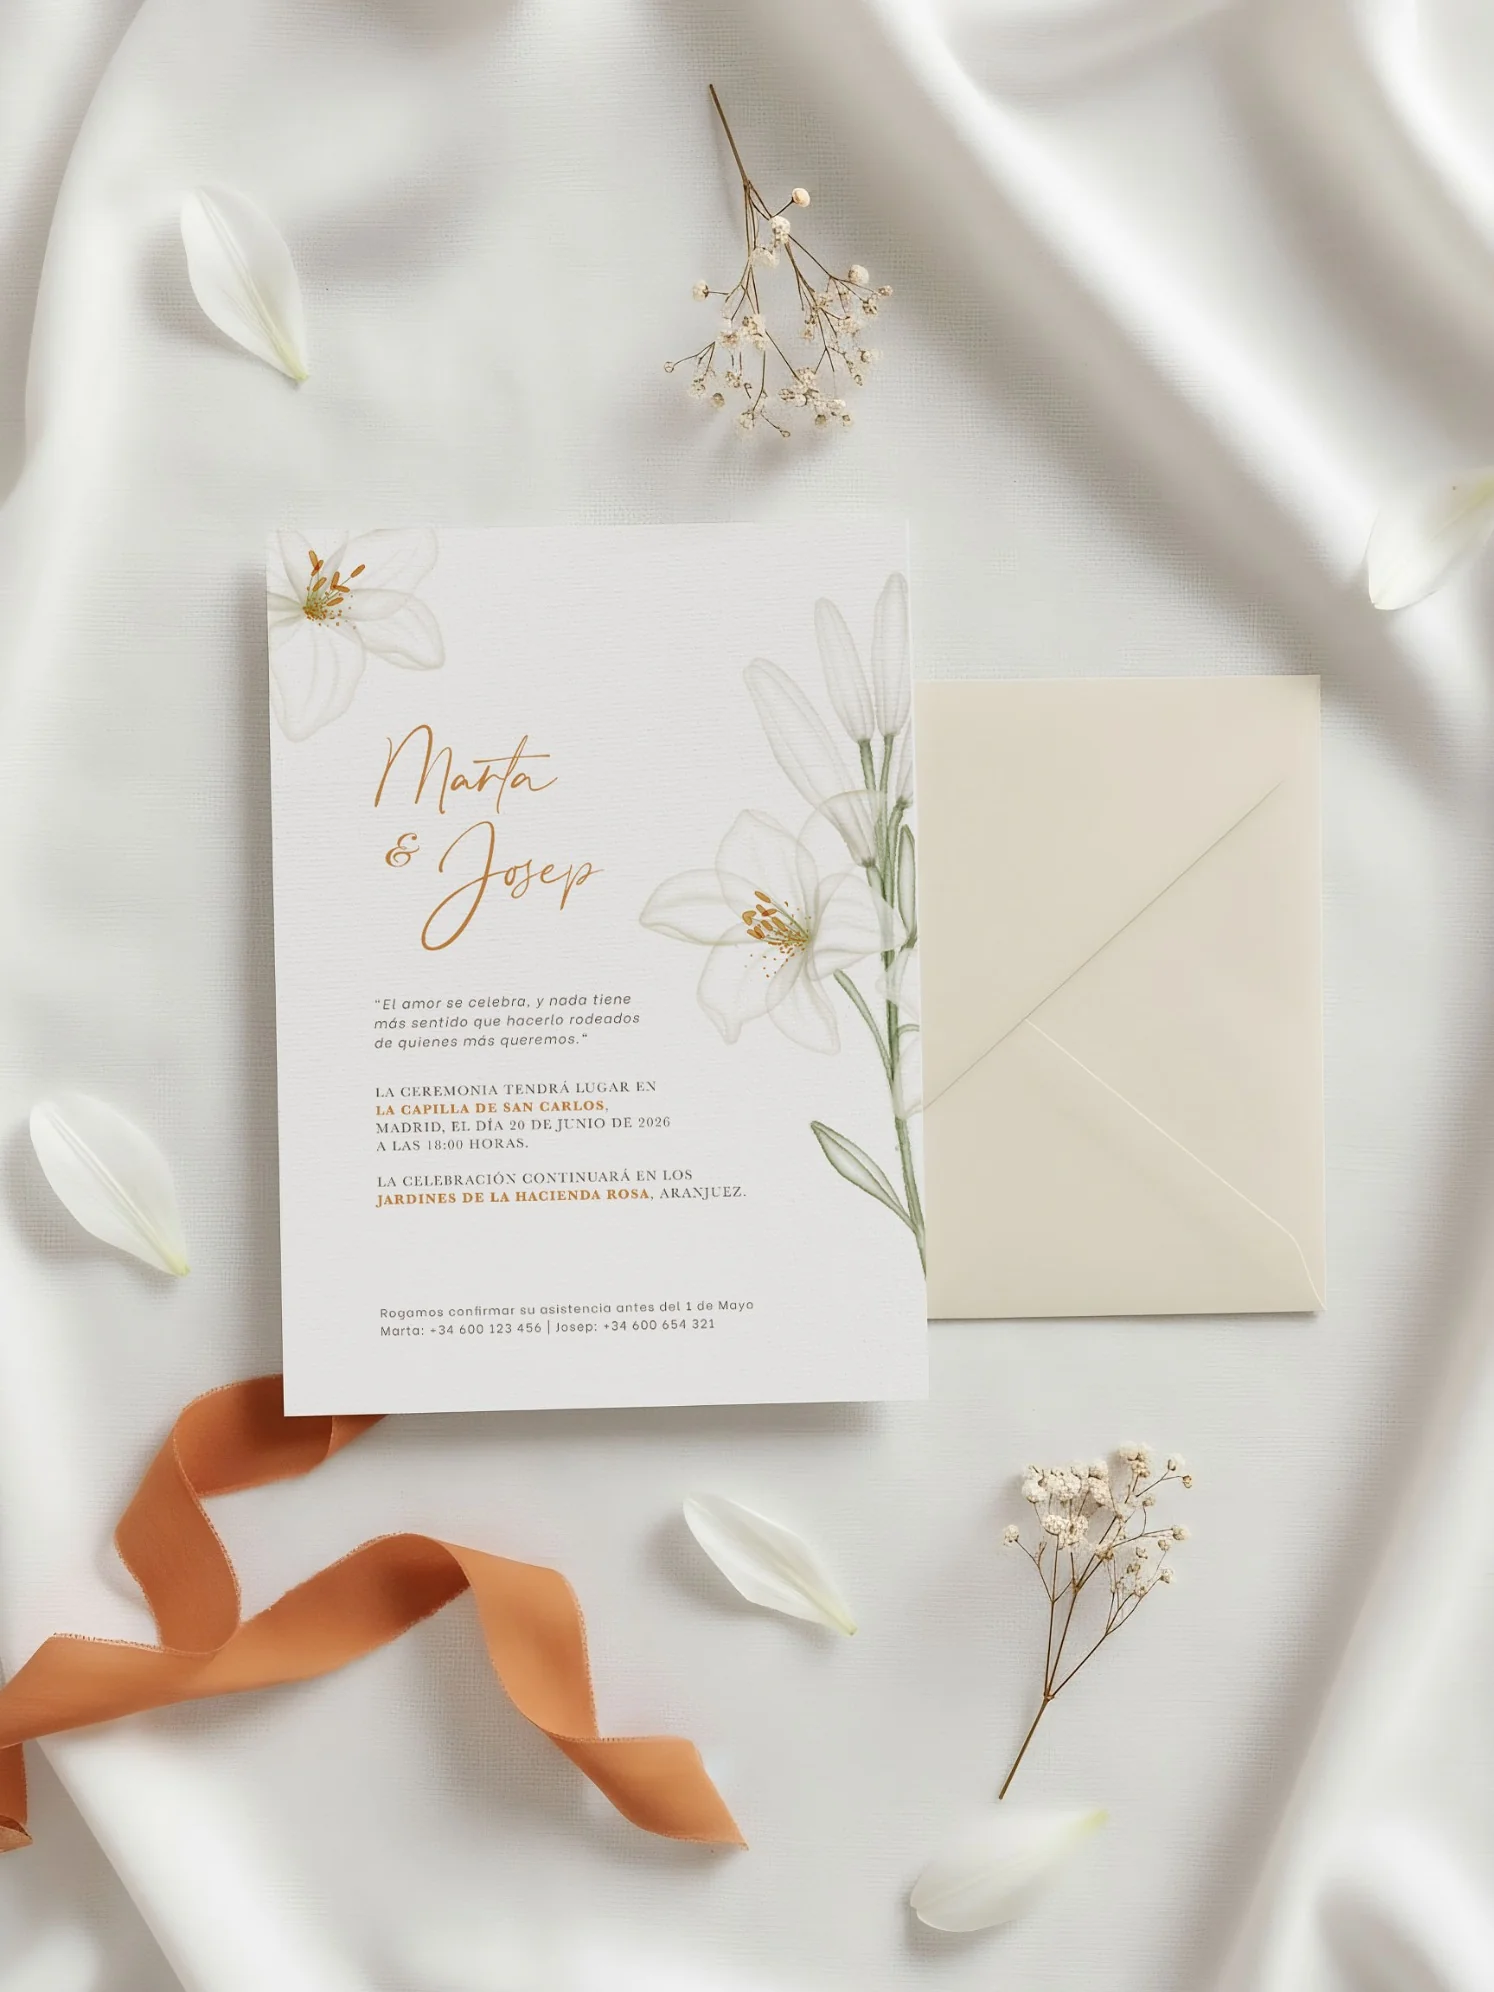 Marta
& Josep
"El amor se celebra, y nada tiene
más sentido que hacerlo rodeados
de quienes más queremos."
LA CEREMONIA TENDRÁ LUGAR EN
LA CAPILLA DE SAN CARLOS,
MADRID, EL DÍA 20 DE JUNIO DE 2026
A LAS 18:00 HORAS.
LA CELEBRACIÓN CONTINUARÁ EN LOS
JARDINES DE LA HACIENDA ROSA, ARANJUEZ.
Rogamos confirmar su asistencia antes del 1 de Mayo
Marta: +34 600 123 456 | Josep: +34 600 654 321